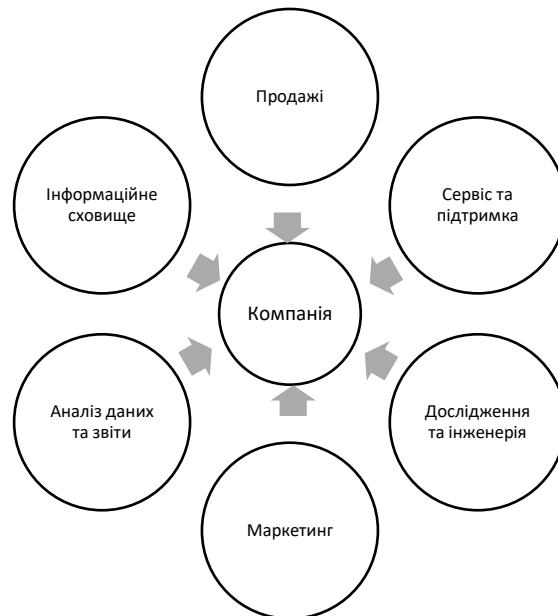 Продажі
Інформаційне
сховище
Сервіс та
підтримка
Компанія
Аналіз даних
та звіти
Дослідження
та інженерія
Маркетинг